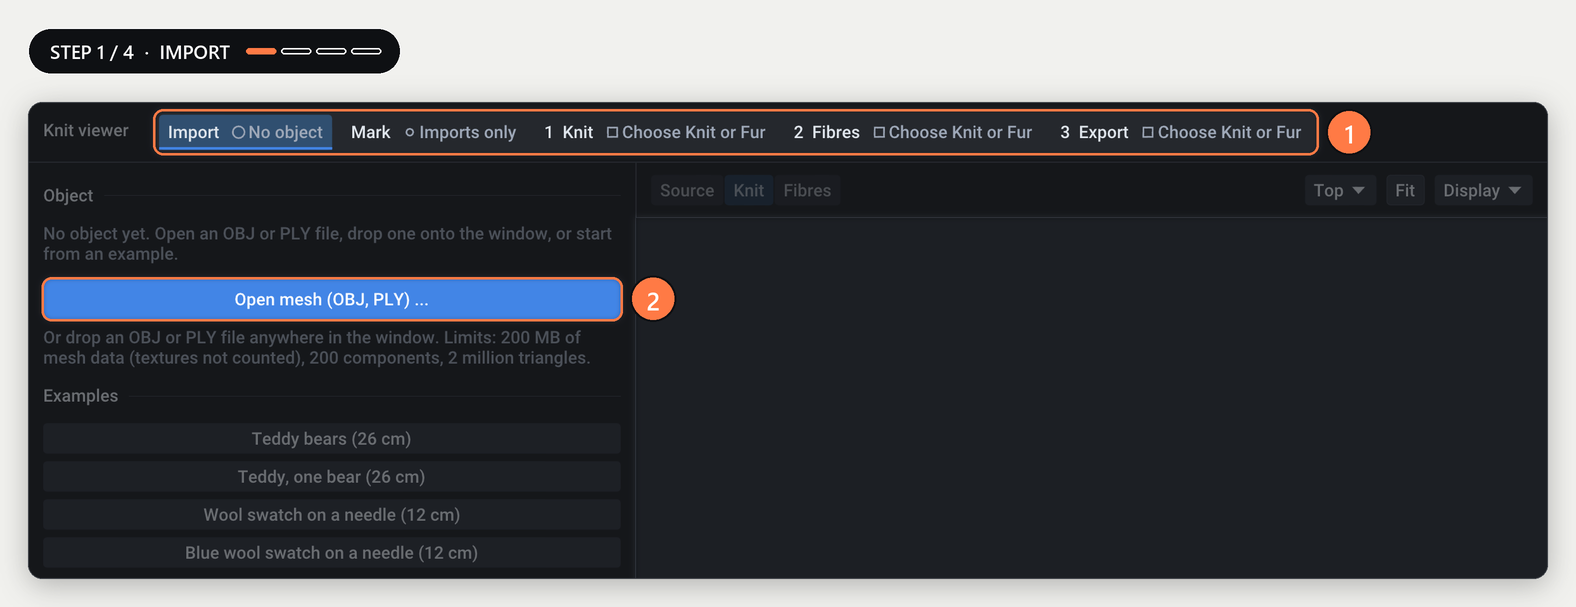 STEP 1 / 4 · IMPORT
Knit viewer
Import No object Mark Imports only 1 Knit Choose Knit or Fur 2 Fibres Choose Knit or Fur 3 Export Choose Knit or Fur
1
Object
No object yet. Open an OBJ or PLY file, drop one onto the window, or start
from an example.
Open mesh (OBJ, PLY) ...
2
Or drop an OBJ or PLY file anywhere in the window. Limits: 200 MB of
mesh data (textures not counted), 200 components, 2 million triangles.
Examples
Teddy bears (26 cm)
Teddy, one bear (26 cm)
Wool swatch on a needle (12 cm)
Blue wool swatch on a needle (12 cm)
Source Knit Fibres
Top Fit Display